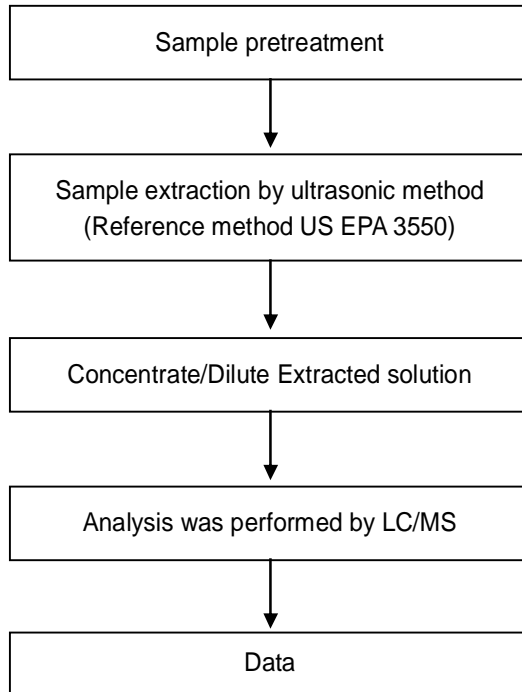 Sample pretreatment
Sample extraction by ultrasonic method
(Reference method US EPA 3550)
Concentrate/Dilute Extracted solution
Analysis was performed by LC/MS
Data